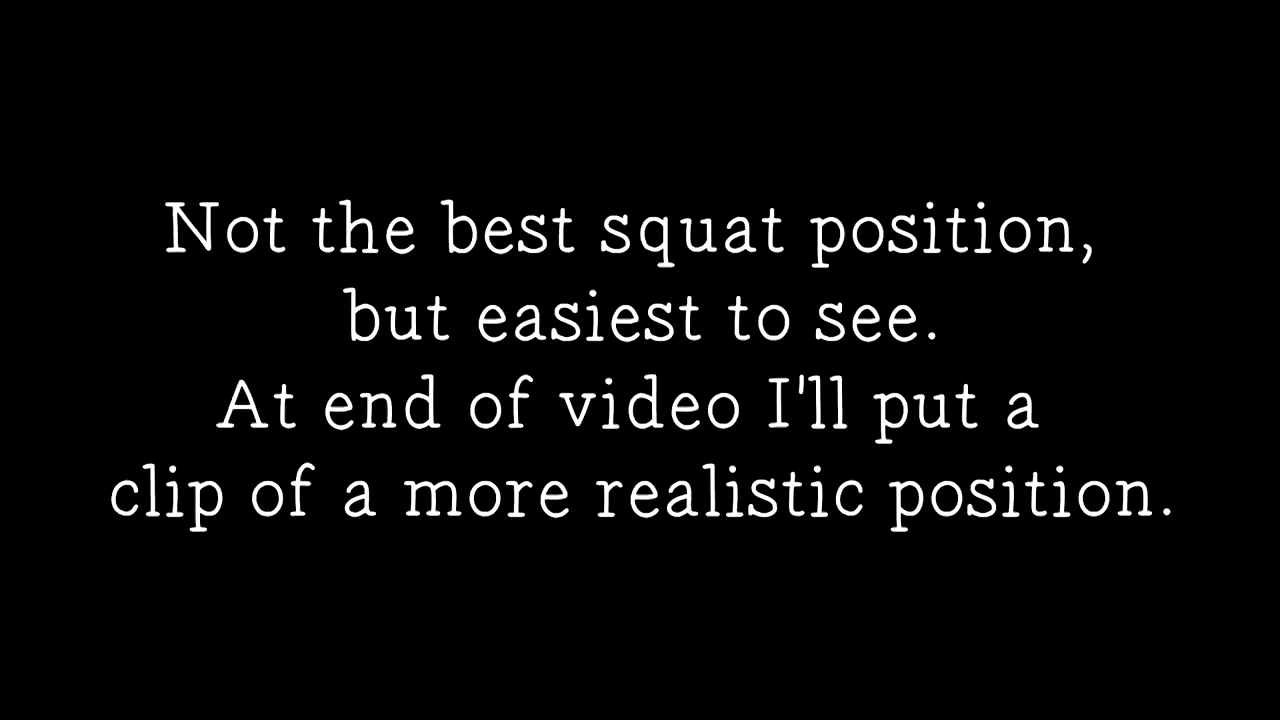 Not the best squat position,
but easiest to see.
At end of video I'll put a
clip of a more realistic position.